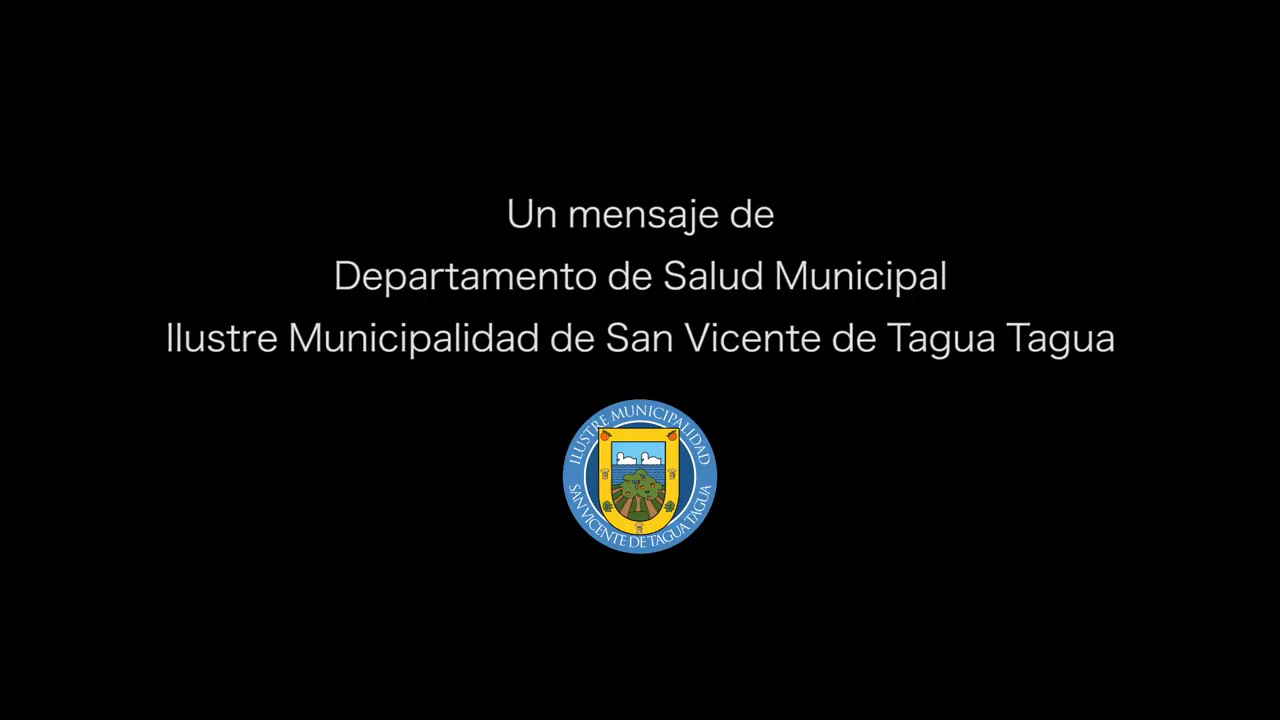 Un mensaje de
Departamento de Salud Municipal
Ilustre Municipalidad de San Vicente de Tagua Tagua
ILUSTRE MUNICIPALIDAD
SAN VICENTE DE TAGUA TAGUA